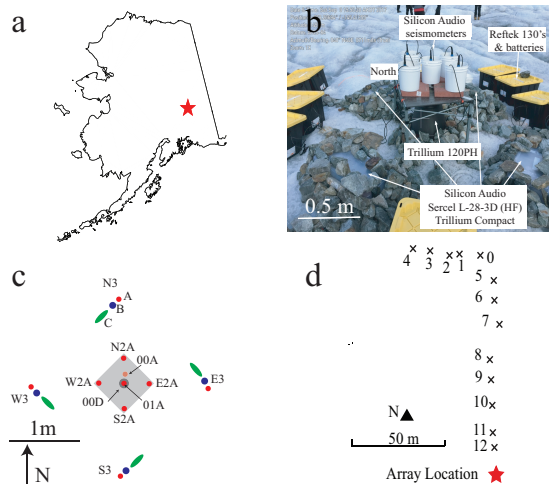 a
b
Silicon Audio
seismometers
Reftek 130's
& batteries
North
Trillium 120PH
Silicon Audio
Sercel L-28-3D (HF)
Trillium Compact
0.5 m
c
N3
A
B
C
N2A
00A
W2A
E2A
E3
W3
00D
01A
S2A
1m
N
S3
d
4 3 2 1 0
5
6
7
8
9
10
11
12
N
50 m
Array Location